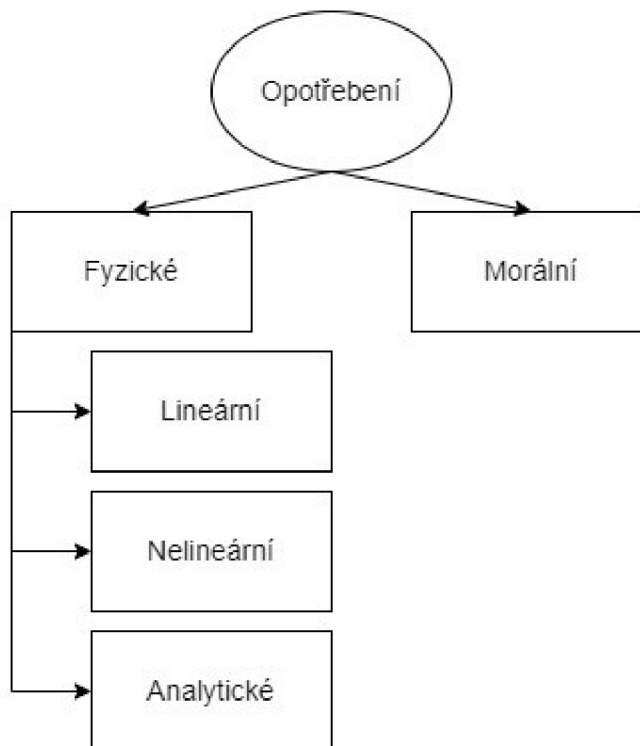 Opotřebení
Fyzické
Morální
Lineární
Nelineární
Analytické